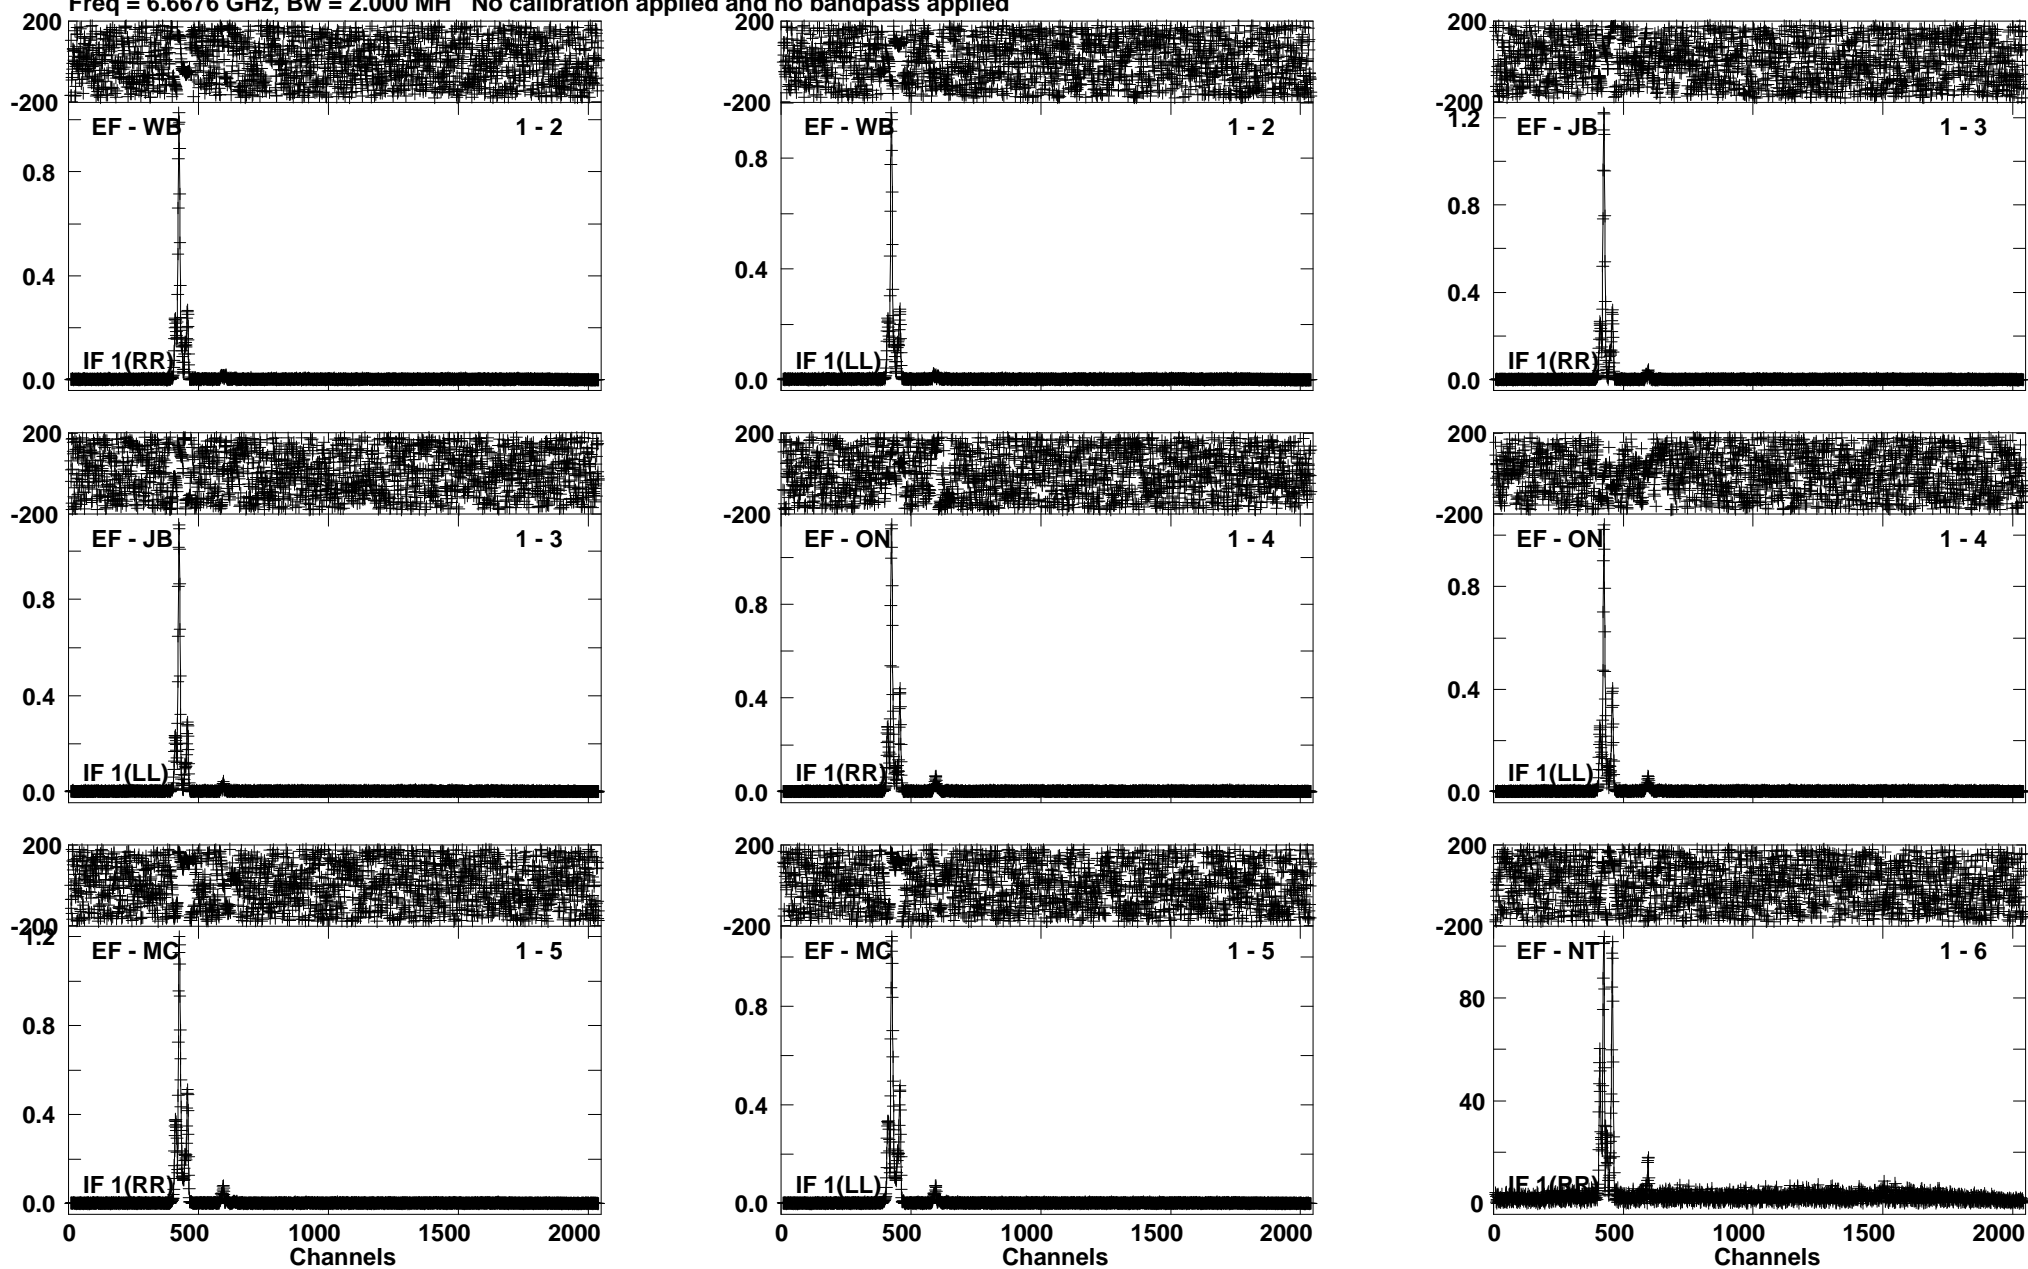 Freq = 6.6676 GHz, Bw = 2.000 MH No calibration applied and no bandpass applied
200 200 200
-200 -200 -200
EF - WB 1 - 2 EF - WB 1 - 2 1.2 EF - JB 1 - 3
0.8 0.8 0.8
0.4 0.4 0.4
IF 1(RR) IF 1(LL) IF 1(RR)
0.0 0.0 0.0
200 200 200
-200 -200 -200
EF - JB 1 - 3 EF - ON 1 - 4 EF - ON 1 - 4
0.8 0.8 0.8
0.4 0.4 0.4
IF 1(LL) IF 1(RR) IF 1(LL)
0.0 0.0 0.0
200 200 200
-200 -200 -200
1.2 EF - MC 1 - 5 EF - MC 1 - 5 EF - NT 1 - 6
0.8 0.8 80
0.4 0.4 40
IF 1(RR) IF 1(LL) IF 1(RR)
0.0 0.0 0
0 500 1000 1500 2000 0 500 1000 1500 2000 0 500 1000 1500 2000
Channels Channels Channels